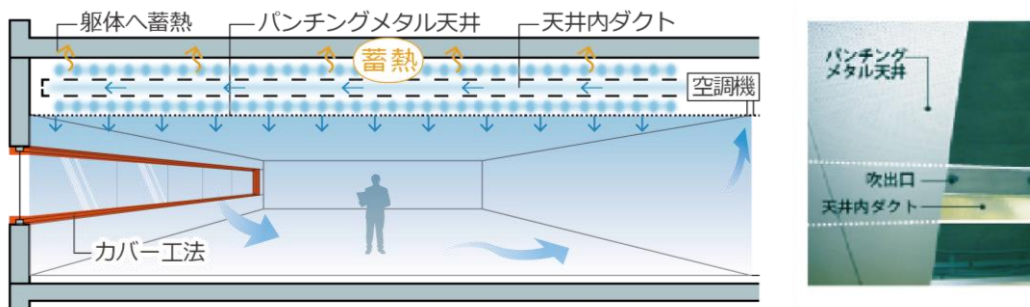 躯体へ蓄熱
パンチングメタル天井
天井内ダクト
蓄熱
空調機
カバー工法
パンチング
メタル天井
吹出口
天井内ダクト